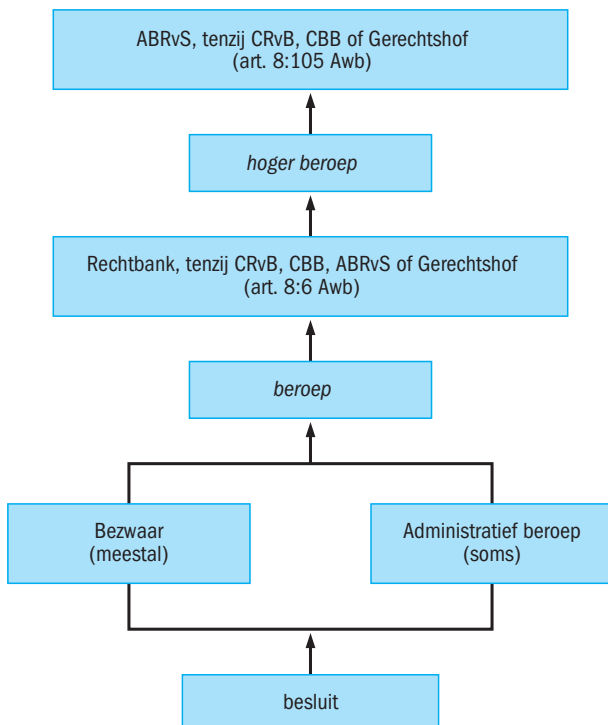 ABRvS, tenzij CRvB, CBB of Gerechtshof
(art. 8:105 Awb)
hoger beroep
Rechtbank, tenzij CRvB, CBB, ABRvS of Gerechtshof
(art. 8:6 Awb)
beroep
Bezwaar
(meestal)
Administratief beroep
(soms)
besluit